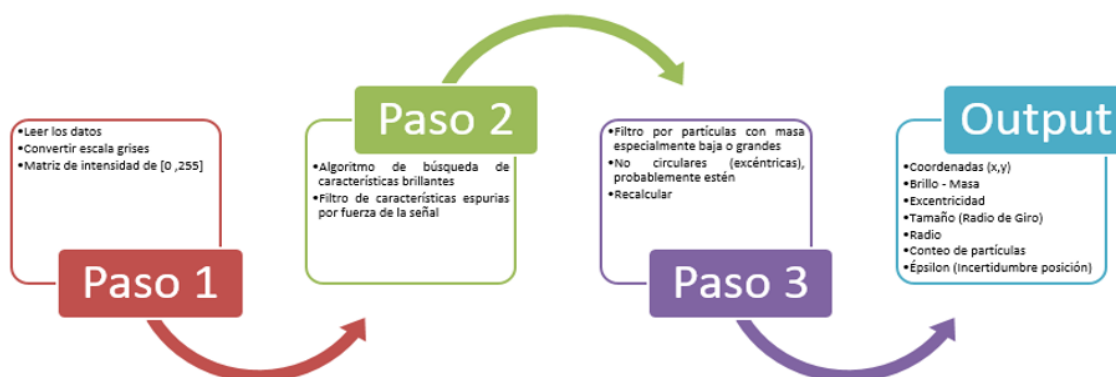 Paso 1
•Leer los datos
•Convertir escala grises
•Matriz de intensidad de [0 ,255]
Paso 2
•Algoritmo de búsqueda de
características brillantes
•Filtro de características espurias
por fuerza de la señal
Paso 3
•Filtro por partículas con masa
especialmente baja o grandes
•No circulares (excéntricas),
probablemente estén
•Recalcular
Output
•Coordenadas (x,y)
•Brillo - Masa
•Excentricidad
•Tamaño (Radio de Giro)
•Radio
•Conteo de partículas
•Épsilon (Incertidumbre posición)